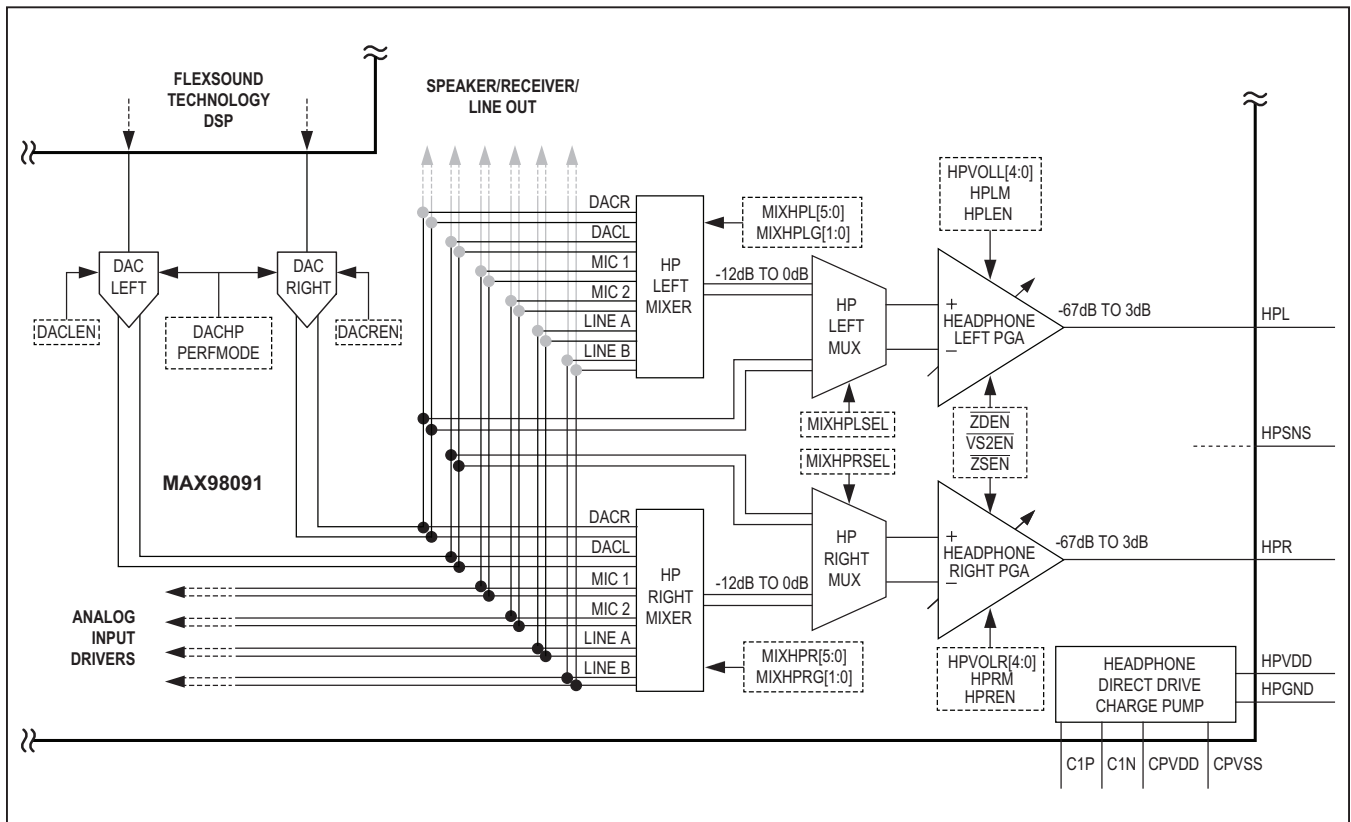 FLEXSOUND
TECHNOLOGY
DSP
SPEAKER/RECEIVER/
LINE OUT
DAC
LEFT
DAC
RIGHT
DACLEN
DACHP
PERFMODE
DACREN
DACR
DACL
MIC 1
MIC 2
LINE A
LINE B
HP
LEFT
MIXER
MIXHPL[5:0]
MIXHPLG[1:0]
-12dB TO 0dB
HP
LEFT
MUX
MIXHPLSEL
HPVOLL[4:0]
HPLM
HPLEN
+
HEADPHONE
LEFT PGA
−
-67dB TO 3dB
HPL
ZDEN
VS2EN
ZSEN
HPSNS
MAX98091
MIXHPRSEL
DACR
DACL
MIC 1
MIC 2
LINE A
LINE B
HP
RIGHT
MIXER
-12dB TO 0dB
MIXHPR[5:0]
MIXHPRG[1:0]
HP
RIGHT
MUX
+
HEADPHONE
RIGHT PGA
−
-67dB TO 3dB
HPR
HPVOLR[4:0]
HPRM
HPREN
ANALOG
INPUT
DRIVERS
HEADPHONE
DIRECT DRIVE
CHARGE PUMP
HPVDD
HPGND
C1P
C1N
CPVDD
CPVSS